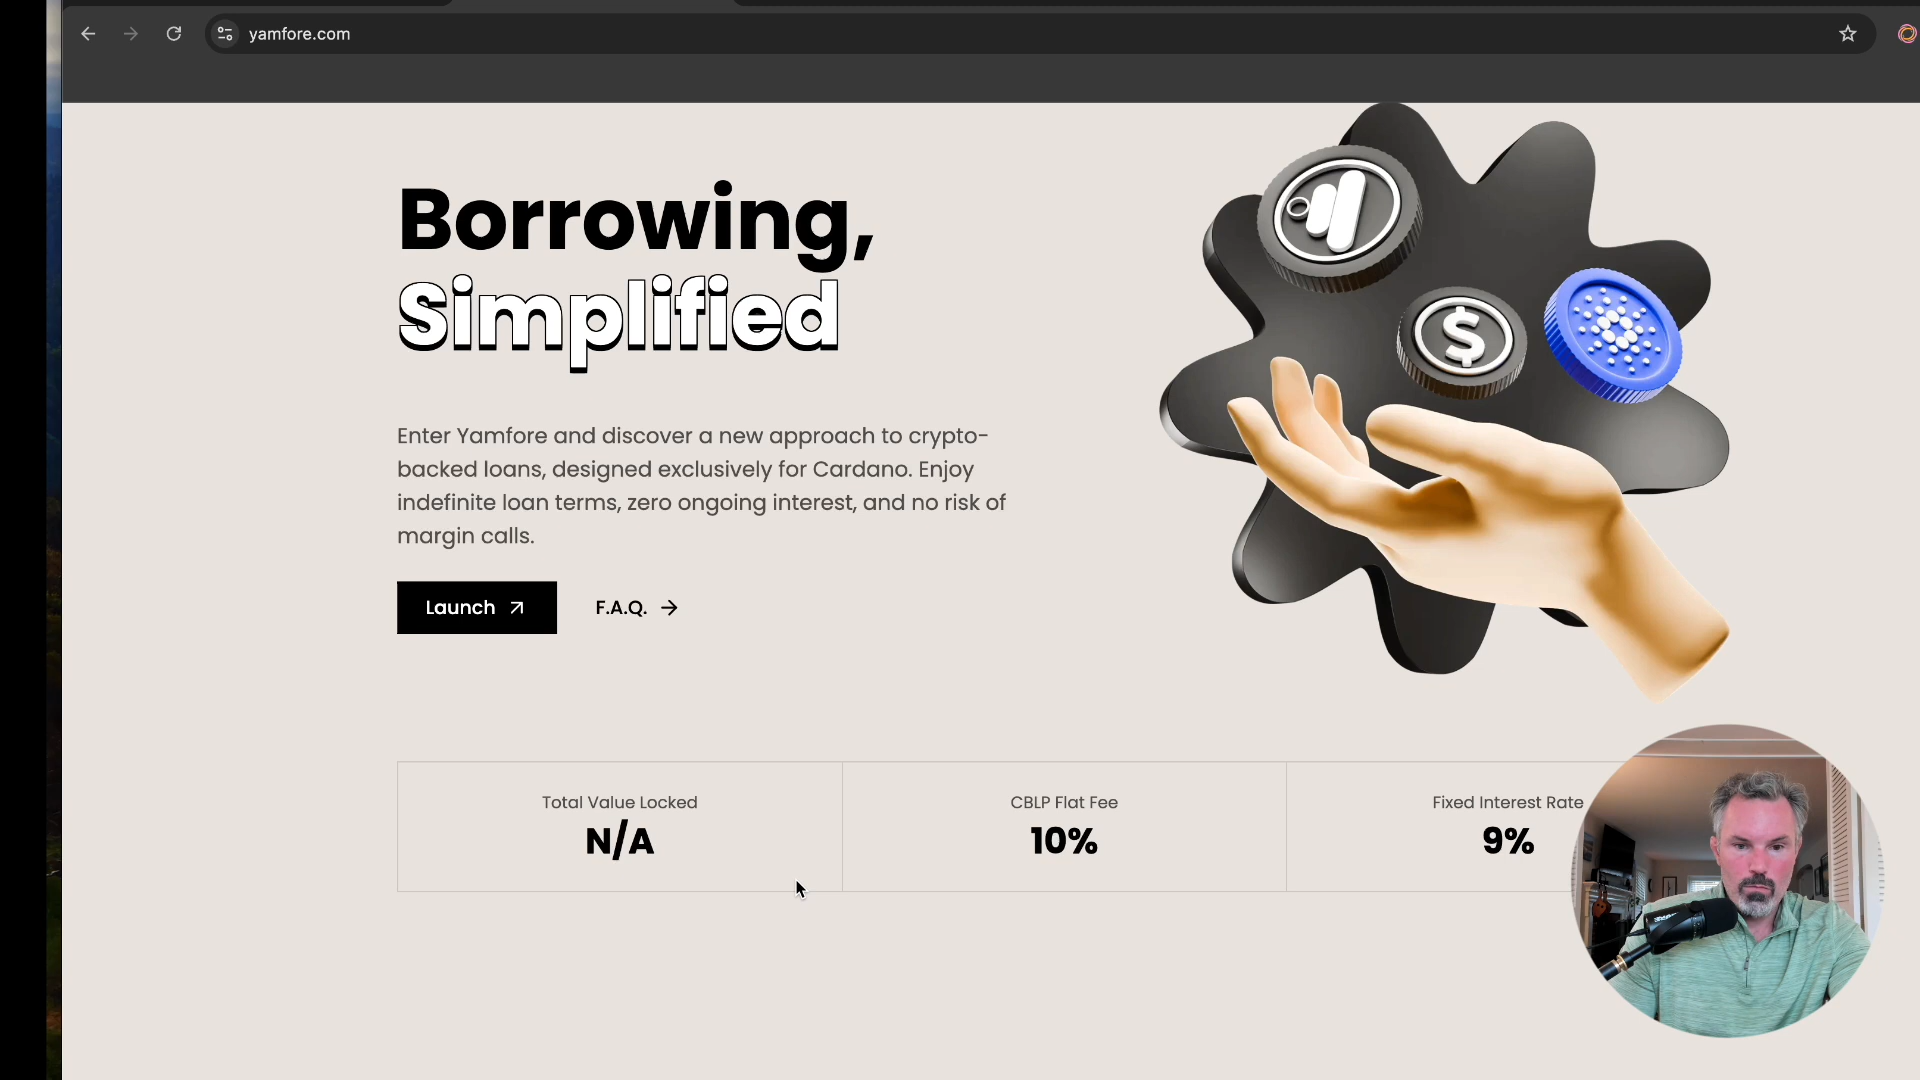 yamfore.com
Borrowing,
Simplified
Enter Yamfore and discover a new approach to crypto-
backed loans, designed exclusively for Cardano. Enjoy
indefinite loan terms, zero ongoing interest, and no risk of
margin calls.
Launch
F.A.Q.
$
Total Value Locked
N/A
CBLP Flat Fee
10%
Fixed Interest Rate
9%